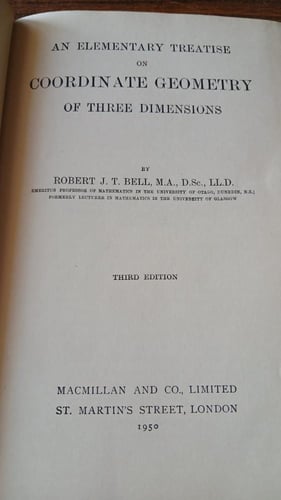 AN ELEMENTARY TREATISE
ON
COORDINATE GEOMETRY
OF THREE DIMENSIONS
BY
ROBERT J. T. BELL, M.A., D.Sc., LL.D.
EMERITUS PROFESSOR OF MATHEMATICS IN THE UNIVERSITY OF OTAGO, DUNEDIN, N.Z.;
FORMERLY LECTURER IN MATHEMATICS IN THE UNIVERSITY OF GLASGOW
THIRD EDITION
MACMILLAN AND CO., LIMITED
ST. MARTIN'S STREET, LONDON
1950